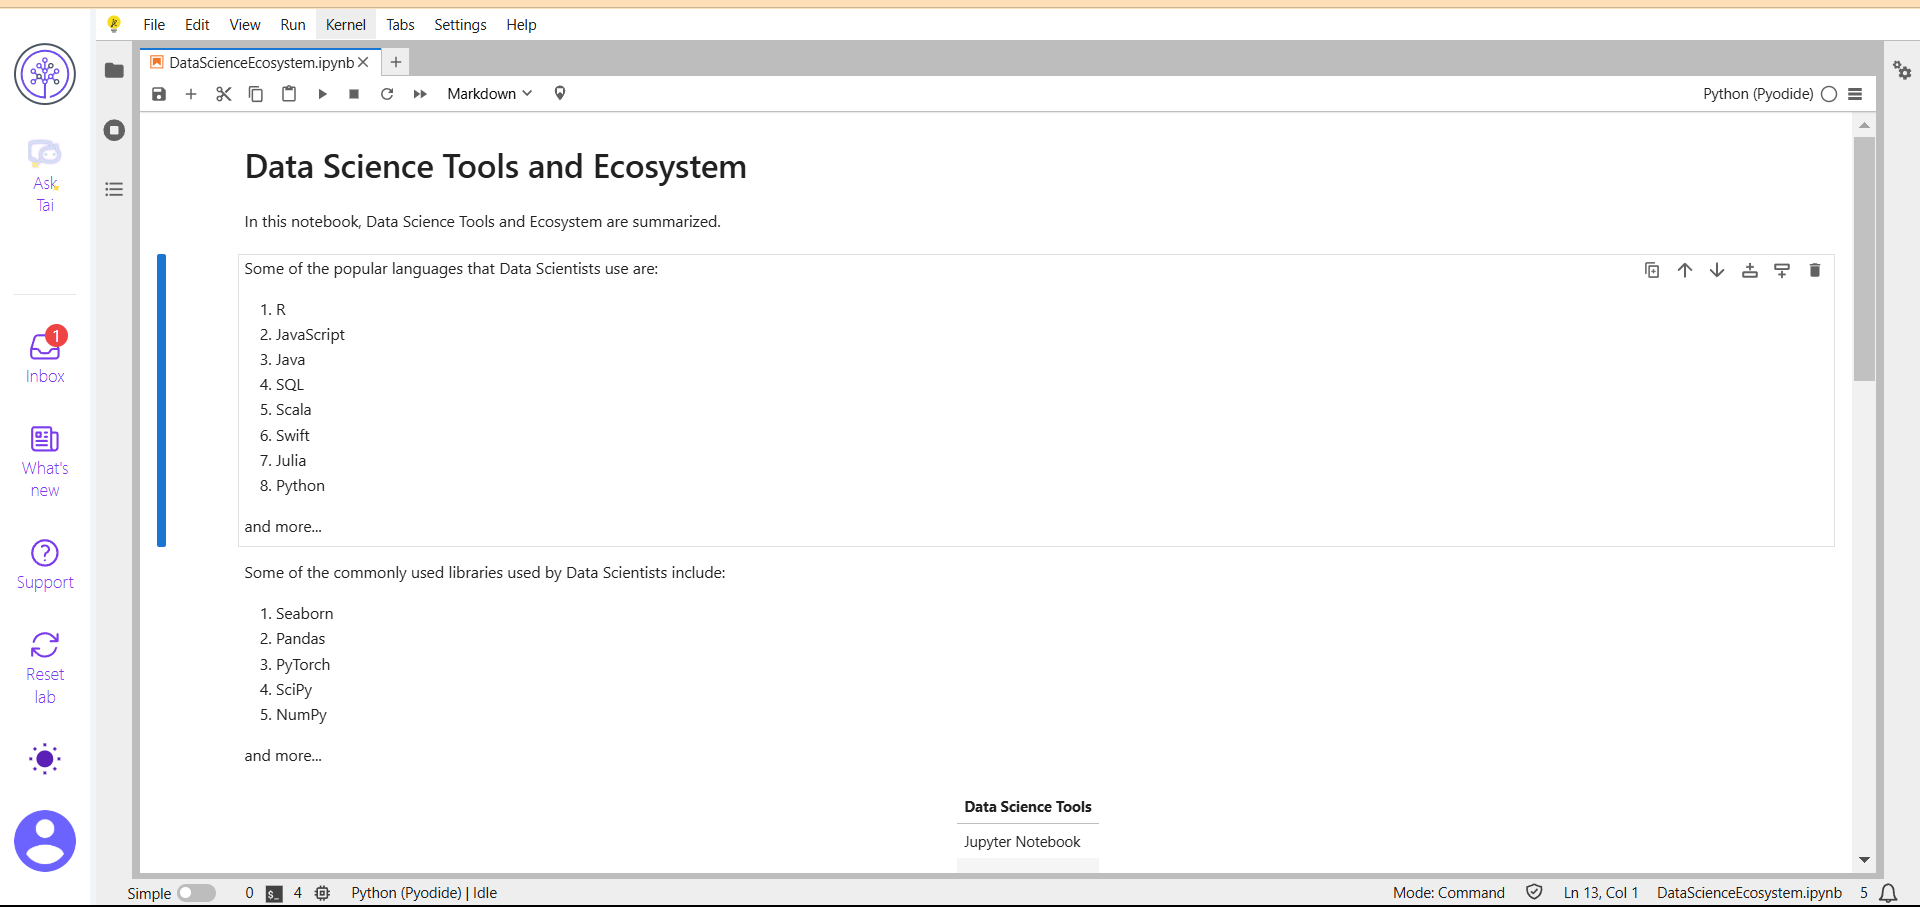 File Edit View Run Kernel Tabs Settings Help
DataScienceEcosystem.ipynb
Markdown
Python (Pyodide)
Ask
Tai
1
Inbox
What's
new
Support
Reset
lab
Data Science Tools and Ecosystem
In this notebook, Data Science Tools and Ecosystem are summarized.
Some of the popular languages that Data Scientists use are:
1. R
2. JavaScript
3. Java
4. SQL
5. Scala
6. Swift
7. Julia
8. Python
and more...
Some of the commonly used libraries used by Data Scientists include:
1. Seaborn
2. Pandas
3. PyTorch
4. SciPy
5. NumPy
and more...
Data Science Tools
Jupyter Notebook
Simple 0 $_ 4 Python (Pyodide) | Idle Mode: Command Ln 13, Col 1 DataScienceEcosystem.ipynb 5